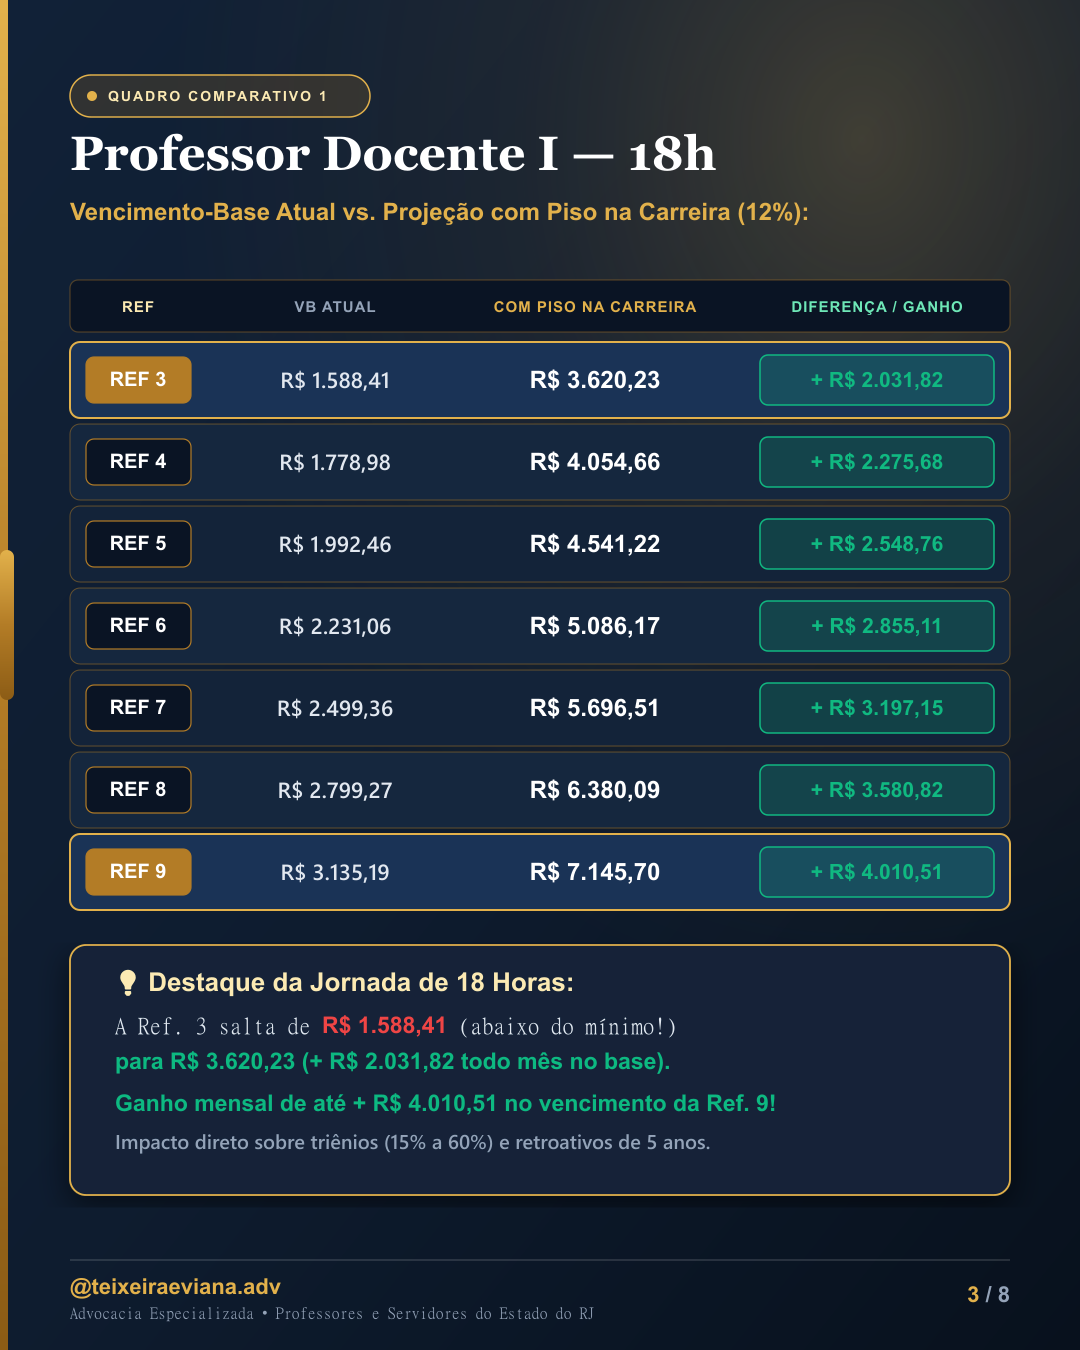 QUADRO COMPARATIVO 1
Professor Docente I — 18h
Vencimento-Base Atual vs. Projeção com Piso na Carreira (12%):
REF VB ATUAL COM PISO NA CARREIRA DIFERENÇA / GANHO
REF 3 R$ 1.588,41 R$ 3.620,23 + R$ 2.031,82
REF 4 R$ 1.778,98 R$ 4.054,66 + R$ 2.275,68
REF 5 R$ 1.992,46 R$ 4.541,22 + R$ 2.548,76
REF 6 R$ 2.231,06 R$ 5.086,17 + R$ 2.855,11
REF 7 R$ 2.499,36 R$ 5.696,51 + R$ 3.197,15
REF 8 R$ 2.799,27 R$ 6.380,09 + R$ 3.580,82
REF 9 R$ 3.135,19 R$ 7.145,70 + R$ 4.010,51
Destaque da Jornada de 18 Horas:
A Ref. 3 salta de R$ 1.588,41 (abaixo do mínimo!)
para R$ 3.620,23 (+ R$ 2.031,82 todo mês no base).
Ganho mensal de até + R$ 4.010,51 no vencimento da Ref. 9!
Impacto direto sobre triênios (15% a 60%) e retroativos de 5 anos.
@teixeiraeviana.adv
Advocacia Especializada • Professores e Servidores do Estado do RJ
3 / 8